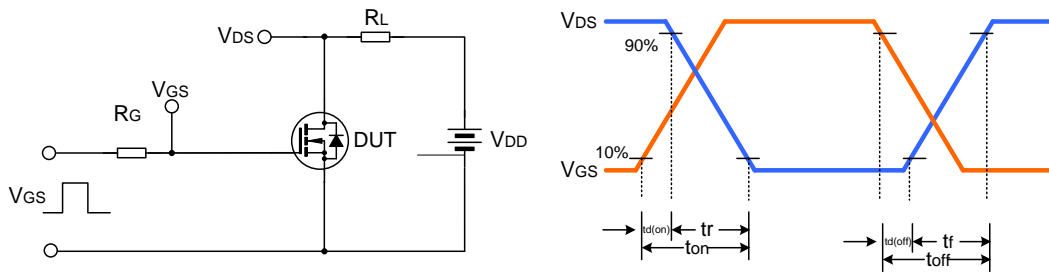 VDS
RL
VGS
RG
DUT
VDD
VGS
VDS
90%
10%
VGS
td(on)
tr
ton
td(off)
tf
toff